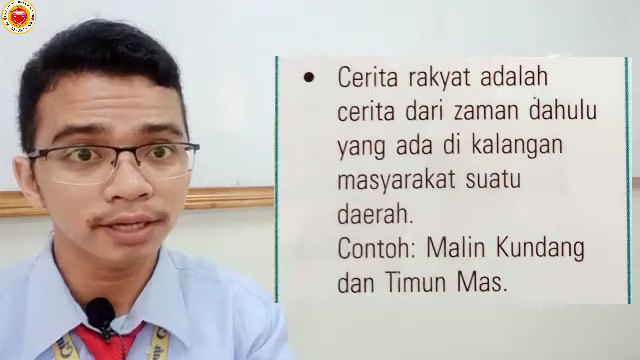 • Cerita rakyat adalah
cerita dari zaman dahulu
yang ada di kalangan
masyarakat suatu
daerah.
Contoh: Malin Kundang
dan Timun Mas.